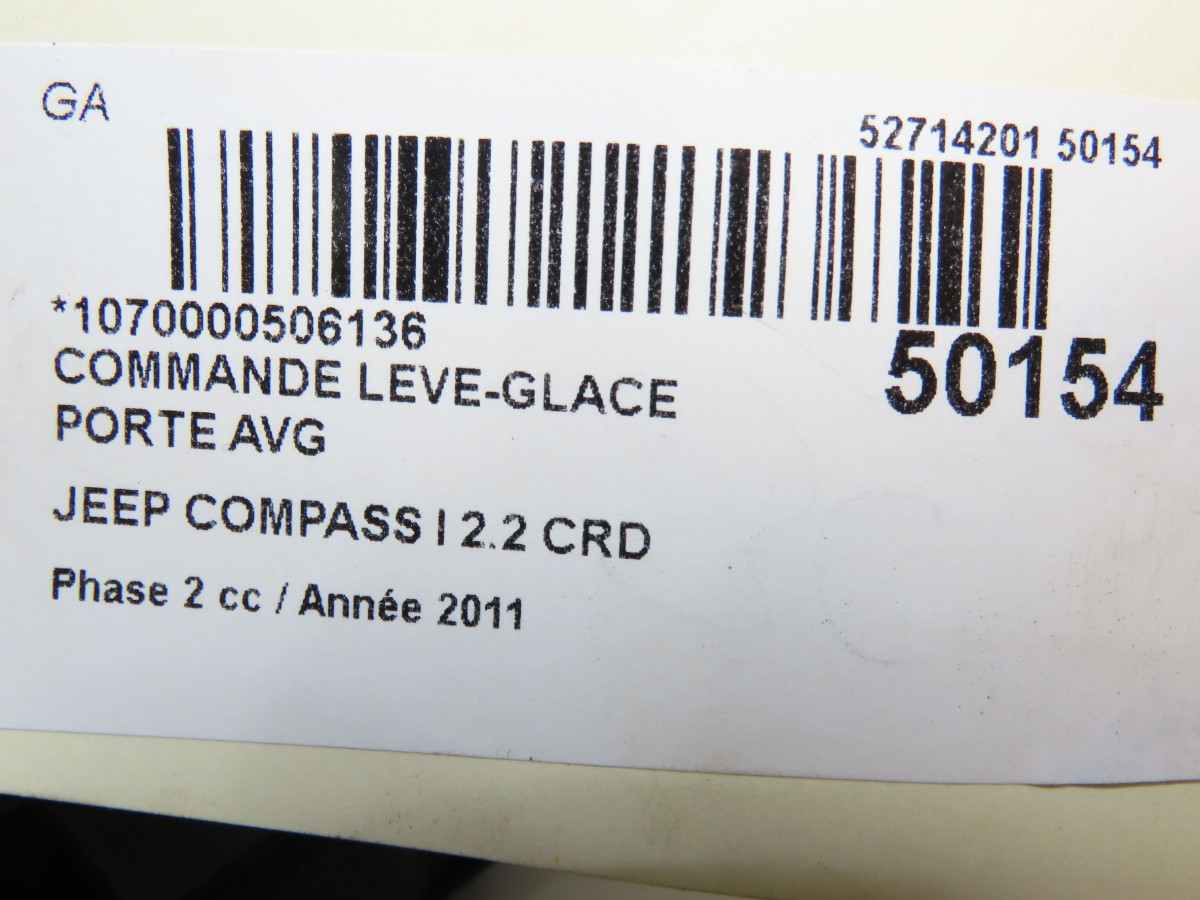 GA
52714201 50154
*1070000506136
50154
COMMANDE LEVE-GLACE
PORTE AVG
JEEP COMPASS I 2.2 CRD
Phase 2 cc / Année 2011